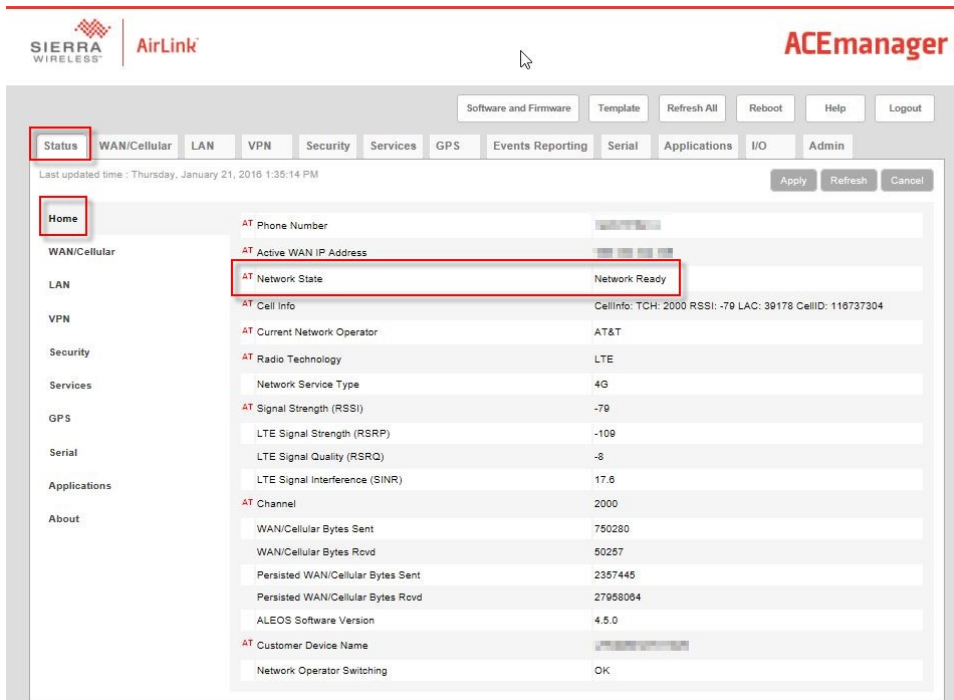 SIERRA
WIRELESS
AirLink
ACEmanager
Software and Firmware Template Refresh All Reboot Help Logout
Status WAN/Cellular LAN VPN Security Services GPS Events Reporting Serial Applications I/O Admin
Last updated time : Thursday, January 21, 2016 1:35:14 PM
Apply Refresh Cancel
Home
WAN/Cellular
LAN
VPN
Security
Services
GPS
Serial
Applications
About
AT Phone Number
AT Active WAN IP Address
AT Network State Network Ready
AT Cell Info CellInfo: TCH: 2000 RSSI: -79 LAC: 39178 CellID: 116737304
AT Current Network Operator AT&T
AT Radio Technology LTE
Network Service Type 4G
AT Signal Strength (RSSI) -79
LTE Signal Strength (RSRP) -109
LTE Signal Quality (RSRQ) -8
LTE Signal Interference (SINR) 17.6
AT Channel 2000
WAN/Cellular Bytes Sent 750280
WAN/Cellular Bytes Rcvd 50257
Persisted WAN/Cellular Bytes Sent 2357445
Persisted WAN/Cellular Bytes Rcvd 27958064
ALEOS Software Version 4.5.0
AT Customer Device Name
Network Operator Switching OK